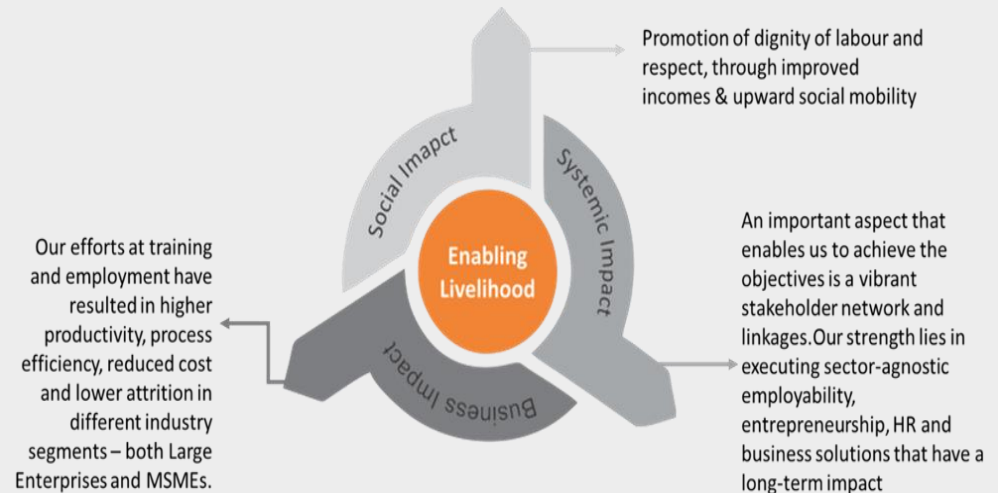 Promotion of dignity of labour and
respect, through improved
incomes & upward social mobility
Social Imapct
Systemic Impact
Enabling
Livelihood
Business Impact
An important aspect that
enables us to achieve the
objectives is a vibrant
stakeholder network and
linkages.Our strength lies in
executing sector-agnostic
employability,
entrepreneurship, HR and
business solutions that have a
long-term impact
Our efforts at training
and employment have
resulted in higher
productivity, process
efficiency, reduced cost
and lower attrition in
different industry
segments – both Large
Enterprises and MSMEs.